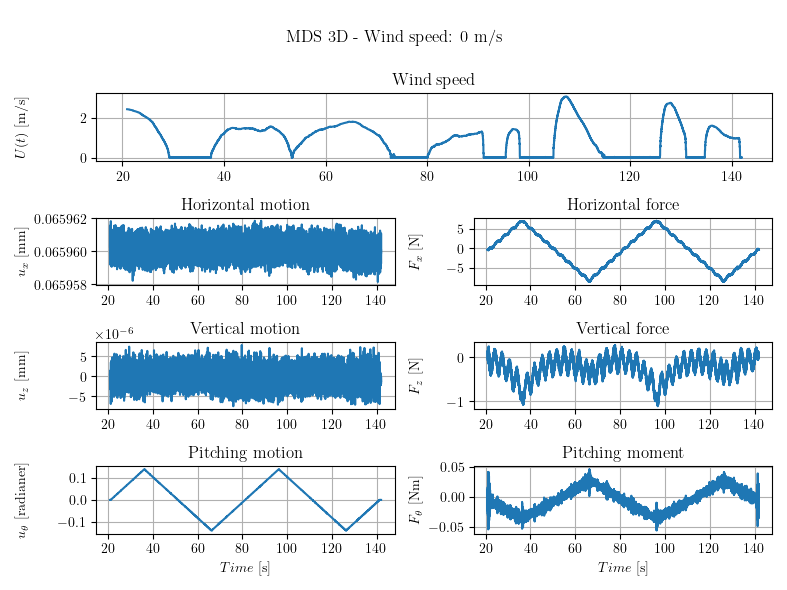 MDS 3D - Wind speed: 0 m/s
Wind speed
U(t) [m/s]
2
0
20 40 60 80 100 120 140
Horizontal motion
u_x [mm]
0.065962
0.065960
0.065958
20 40 60 80 100 120 140
Horizontal force
F_x [N]
5
0
−5
20 40 60 80 100 120 140
Vertical motion
×10⁻⁶
u_z [mm]
5
0
−5
20 40 60 80 100 120 140
Vertical force
F_z [N]
0
−1
20 40 60 80 100 120 140
Pitching motion
u_θ [radianer]
0.1
0.0
−0.1
20 40 60 80 100 120 140
Time [s]
Pitching moment
F_θ [Nm]
0.05
0.00
−0.05
20 40 60 80 100 120 140
Time [s]